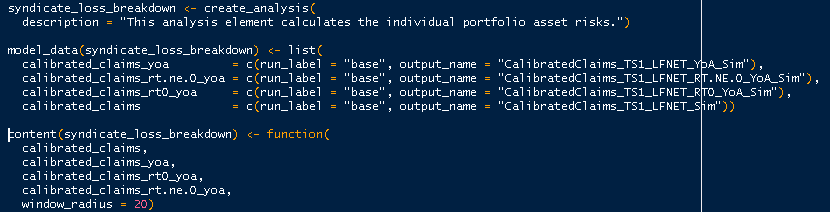 syndicate_loss_breakdown <- create_analysis(
  description = "This analysis element calculates the individual portfolio asset risks.")

model_data(syndicate_loss_breakdown) <- list(
  calibrated_claims_yoa         = c(run_label = "base", output_name = "CalibratedClaims_TS1_LFNET_YoA_Sim"),
  calibrated_claims_rt.ne.0_yoa = c(run_label = "base", output_name = "CalibratedClaims_TS1_LFNET_RT.NE.0_YoA_Sim"),
  calibrated_claims_rt0_yoa     = c(run_label = "base", output_name = "CalibratedClaims_TS1_LFNET_RT0_YoA_Sim"),
  calibrated_claims             = c(run_label = "base", output_name = "CalibratedClaims_TS1_LFNET_Sim"))

content(syndicate_loss_breakdown) <- function(
  calibrated_claims,
  calibrated_claims_yoa,
  calibrated_claims_rt0_yoa,
  calibrated_claims_rt.ne.0_yoa,
  window_radius = 20)